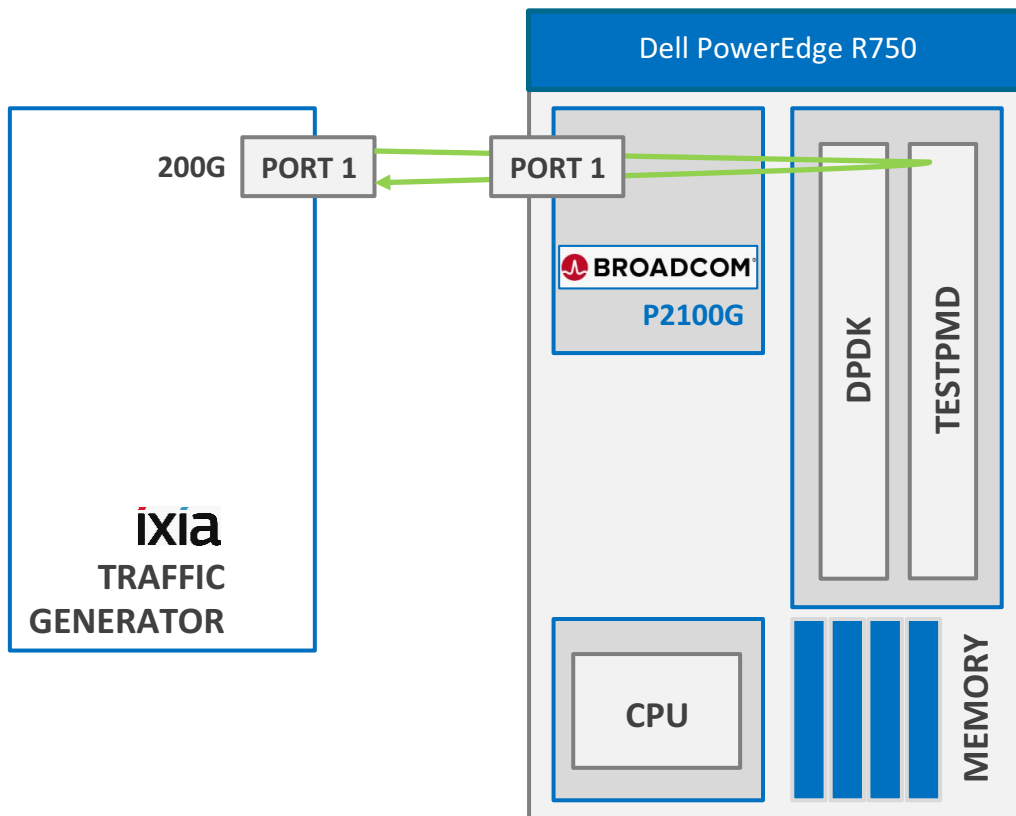 Dell PowerEdge R750
200G
PORT 1
PORT 1
BROADCOM®
P2100G
DPDK
TESTPMD
ixia
TRAFFIC
GENERATOR
CPU
MEMORY